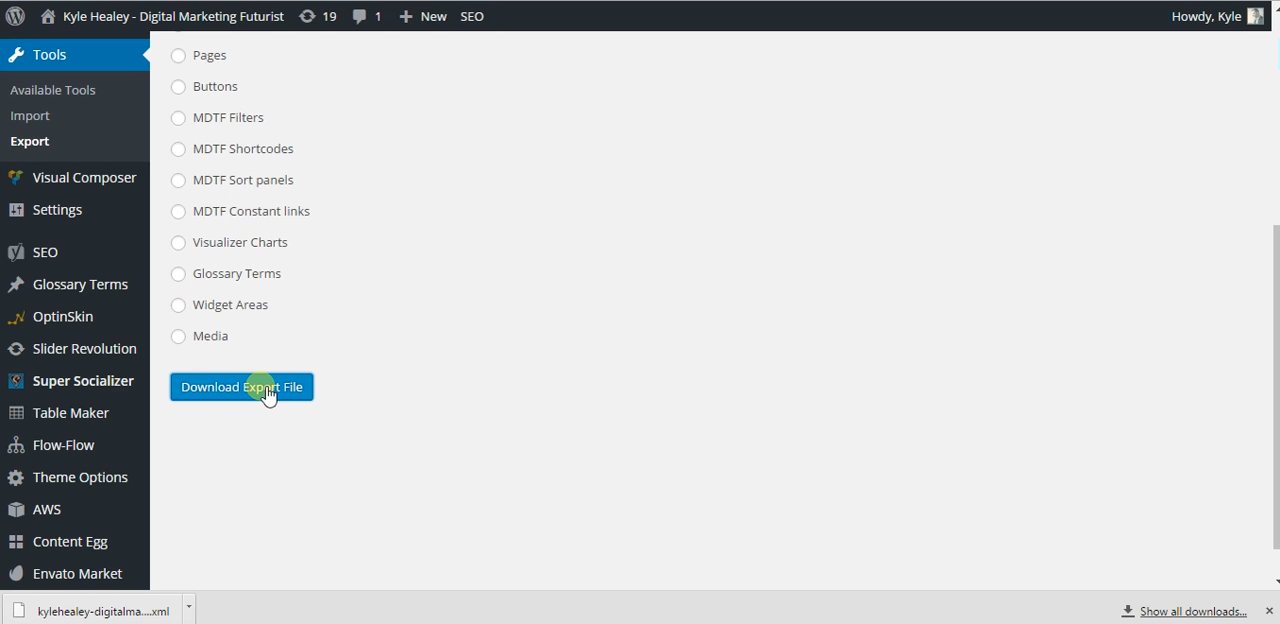 Kyle Healey - Digital Marketing Futurist 19 1 New SEO Howdy, Kyle
Tools
Available Tools
Import
Export
Visual Composer
Settings
SEO
Glossary Terms
OptinSkin
Slider Revolution
Super Socializer
Table Maker
Flow-Flow
Theme Options
AWS
Content Egg
Envato Market
Pages
Buttons
MDTF Filters
MDTF Shortcodes
MDTF Sort panels
MDTF Constant links
Visualizer Charts
Glossary Terms
Widget Areas
Media
Download Export File
kylehealey-digitalma....xml
Show all downloads...